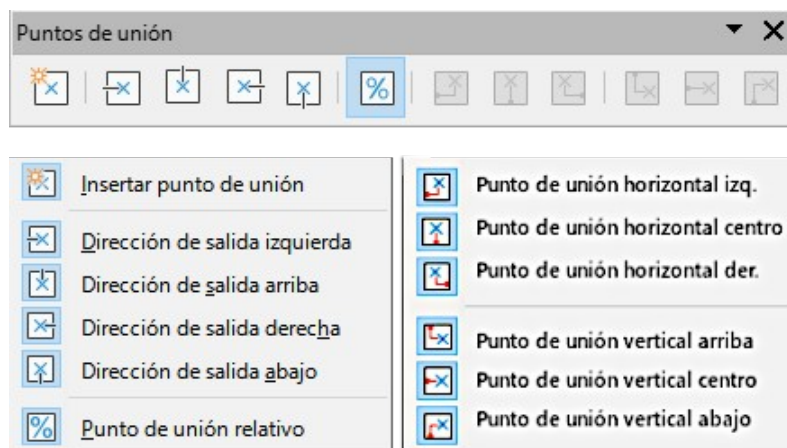 Puntos de unión
%
Insertar punto de unión
Dirección de salida izquierda
Dirección de salida arriba
Dirección de salida derecha
Dirección de salida abajo
% Punto de unión relativo
Punto de unión horizontal izq.
Punto de unión horizontal centro
Punto de unión horizontal der.
Punto de unión vertical arriba
Punto de unión vertical centro
Punto de unión vertical abajo